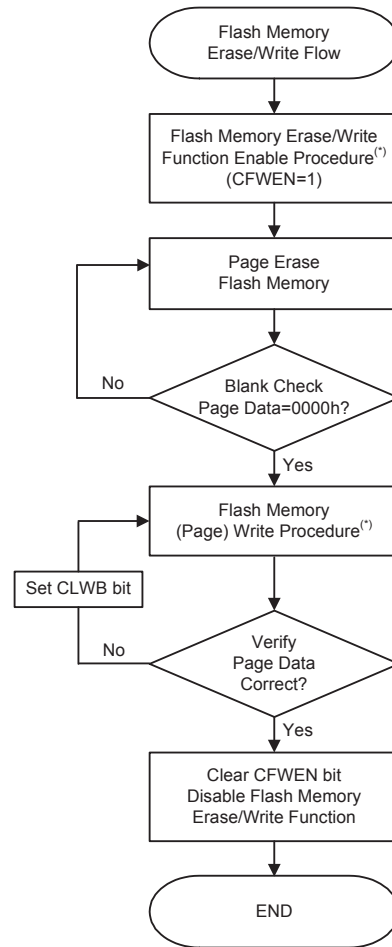 Flash Memory
Erase/Write Flow
Flash Memory Erase/Write
Function Enable Procedure(*)
(CFWEN=1)
Page Erase
Flash Memory
Blank Check
Page Data=0000h?
No
Yes
Flash Memory
(Page) Write Procedure(*)
Set CLWB bit
Verify
Page Data
Correct?
No
Yes
Clear CFWEN bit
Disable Flash Memory
Erase/Write Function
END